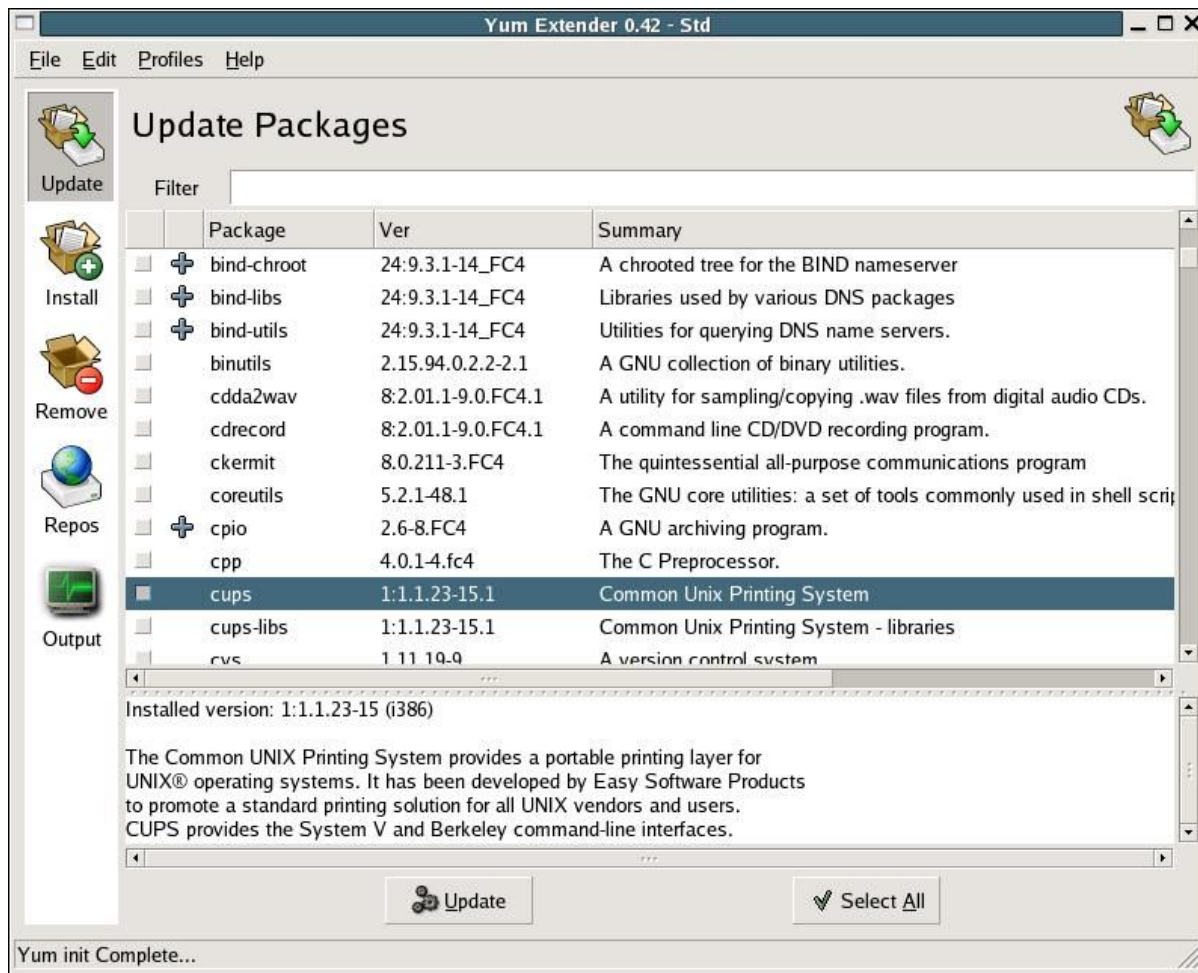 Yum Extender 0.42 - Std
File Edit Profiles Help
Update
Install
Remove
Repos
Output
Update Packages
Filter
Package Ver Summary
bind-chroot 24:9.3.1-14_FC4 A chrooted tree for the BIND nameserver
bind-libs 24:9.3.1-14_FC4 Libraries used by various DNS packages
bind-utils 24:9.3.1-14_FC4 Utilities for querying DNS name servers.
binutils 2.15.94.0.2.2-2.1 A GNU collection of binary utilities.
cdda2wav 8:2.01.1-9.0.FC4.1 A utility for sampling/copying .wav files from digital audio CDs.
cdrecord 8:2.01.1-9.0.FC4.1 A command line CD/DVD recording program.
ckermit 8.0.211-3.FC4 The quintessential all-purpose communications program
coreutils 5.2.1-48.1 The GNU core utilities: a set of tools commonly used in shell scrip
cpio 2.6-8.FC4 A GNU archiving program.
cpp 4.0.1-4.fc4 The C Preprocessor.
cups 1:1.1.23-15.1 Common Unix Printing System
cups-libs 1:1.1.23-15.1 Common Unix Printing System - libraries
cvs 1.11.19-9 A version control system
Installed version: 1:1.1.23-15 (i386)
The Common UNIX Printing System provides a portable printing layer for
UNIX® operating systems. It has been developed by Easy Software Products
to promote a standard printing solution for all UNIX vendors and users.
CUPS provides the System V and Berkeley command-line interfaces.
Update Select All
Yum init Complete...